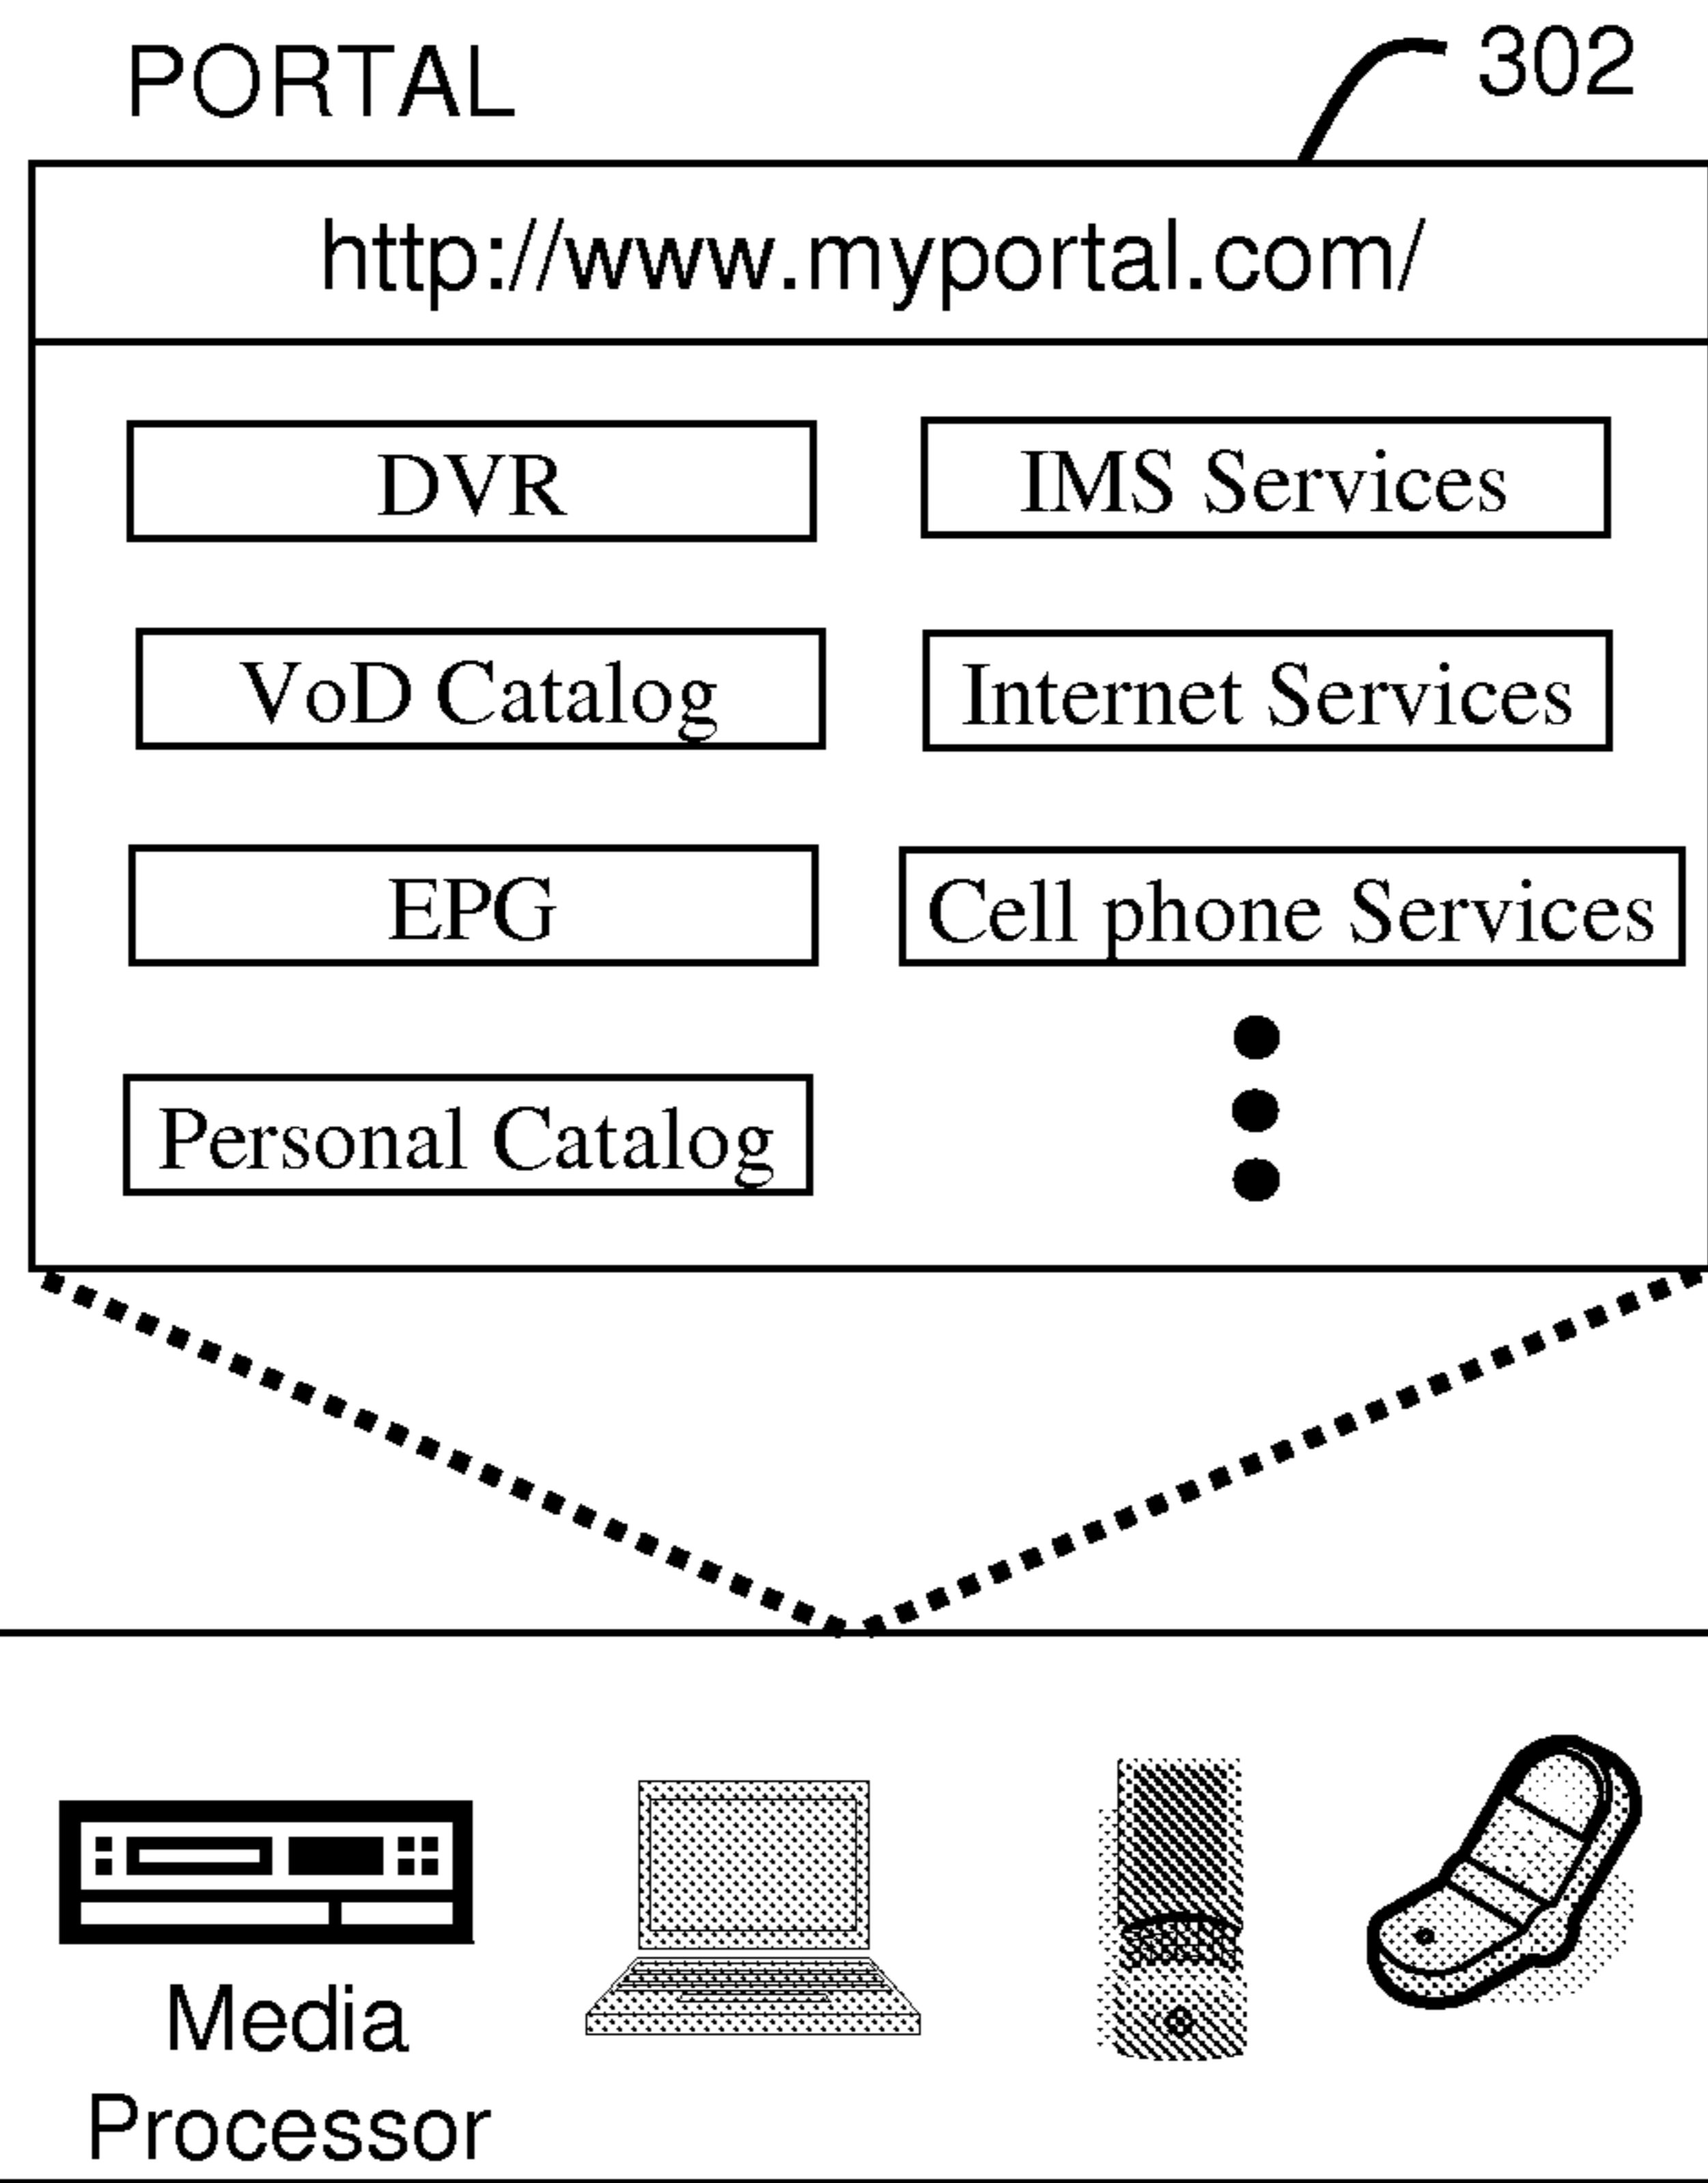 PORTAL
302
http://www.myportal.com/
DVR
IMS Services
VoD Catalog
Internet Services
EPG
Cell phone Services
Personal Catalog
Media
Processor